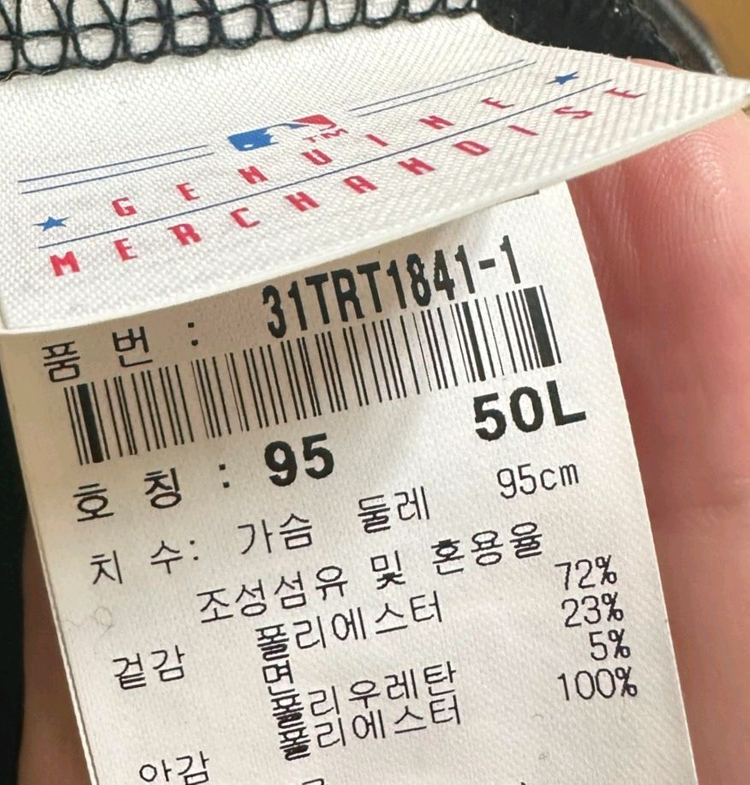 TM
GENUINE
MERCHANDISE
품 번 : 31TRT1841-1
호 칭 : 95 50L
치 수: 가슴 둘레 95cm
조성섬유 및 혼용율
겉감 폴리에스터 72%
면 23%
폴리우레탄 5%
안감 폴리에스터 100%